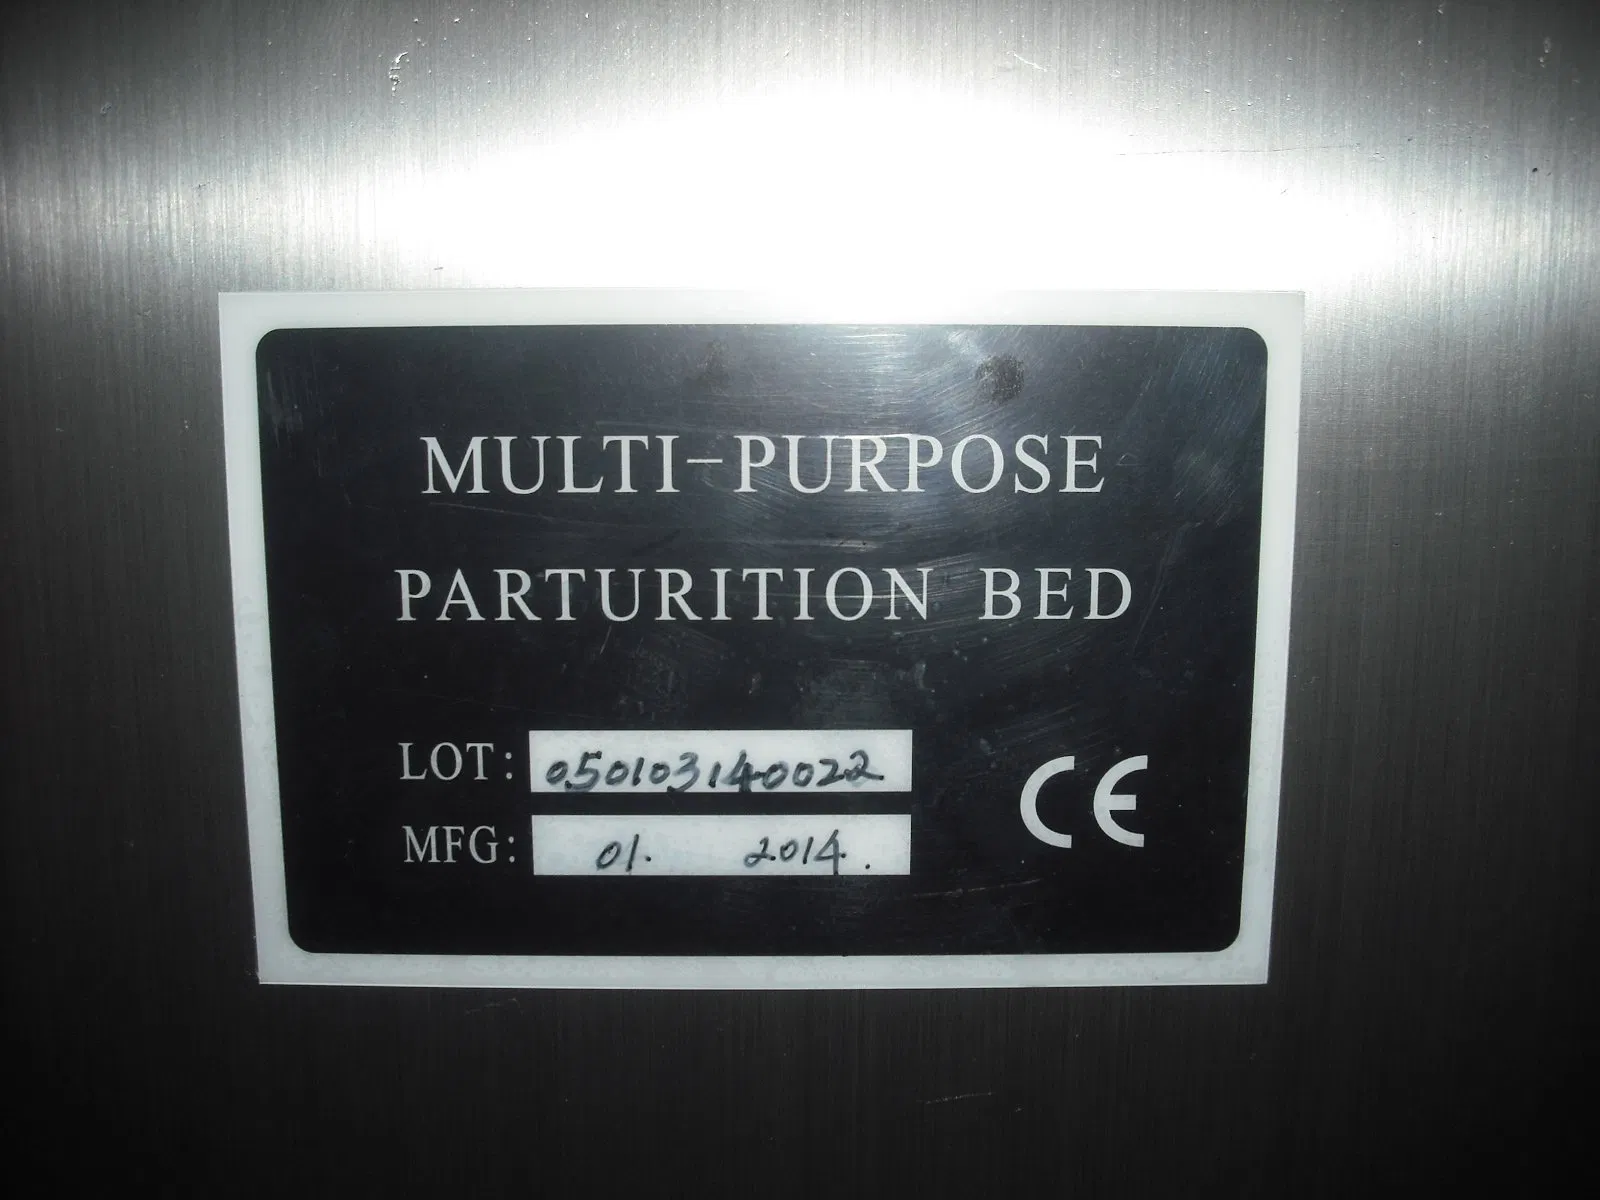 MULTI-PURPOSE
PARTURITION BED
LOT: 050103140022
MFG: 01. 2014.
CE